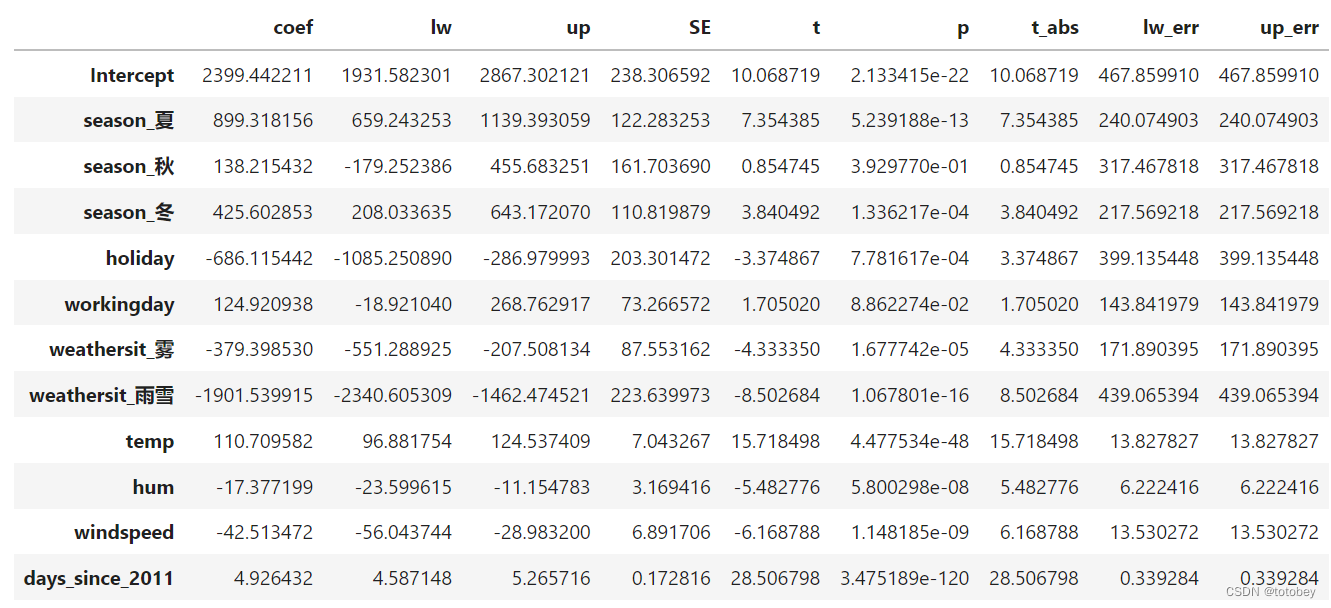 coef lw up SE t p t_abs lw_err up_err
Intercept 2399.442211 1931.582301 2867.302121 238.306592 10.068719 2.133415e-22 10.068719 467.859910 467.859910
season_夏 899.318156 659.243253 1139.393059 122.283253 7.354385 5.239188e-13 7.354385 240.074903 240.074903
season_秋 138.215432 -179.252386 455.683251 161.703690 0.854745 3.929770e-01 0.854745 317.467818 317.467818
season_冬 425.602853 208.033635 643.172070 110.819879 3.840492 1.336217e-04 3.840492 217.569218 217.569218
holiday -686.115442 -1085.250890 -286.979993 203.301472 -3.374867 7.781617e-04 3.374867 399.135448 399.135448
workingday 124.920938 -18.921040 268.762917 73.266572 1.705020 8.862274e-02 1.705020 143.841979 143.841979
weathersit_雾 -379.398530 -551.288925 -207.508134 87.553162 -4.333350 1.677742e-05 4.333350 171.890395 171.890395
weathersit_雨雪 -1901.539915 -2340.605309 -1462.474521 223.639973 -8.502684 1.067801e-16 8.502684 439.065394 439.065394
temp 110.709582 96.881754 124.537409 7.043267 15.718498 4.477534e-48 15.718498 13.827827 13.827827
hum -17.377199 -23.599615 -11.154783 3.169416 -5.482776 5.800298e-08 5.482776 6.222416 6.222416
windspeed -42.513472 -56.043744 -28.983200 6.891706 -6.168788 1.148185e-09 6.168788 13.530272 13.530272
days_since_2011 4.926432 4.587148 5.265716 0.172816 28.506798 3.475189e-120 28.506798 0.339284 0.339284
CSDN @totobey